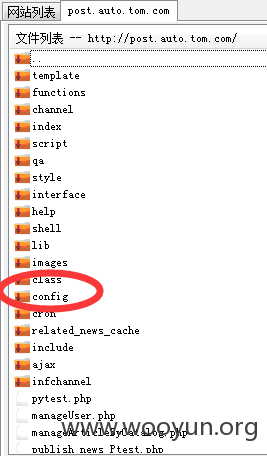 网站列表 post.auto.tom.com
文件列表 -- http://post.auto.tom.com/
..
template
functions
channel
index
script
qa
style
interface
help
shell
lib
images
class
config
cron
related_news_cache
include
ajax
infchannel
pytest.php
manageUser.php
manageArticleByCatalog.php
publish_news_Ptest.php
www.wooyun.org